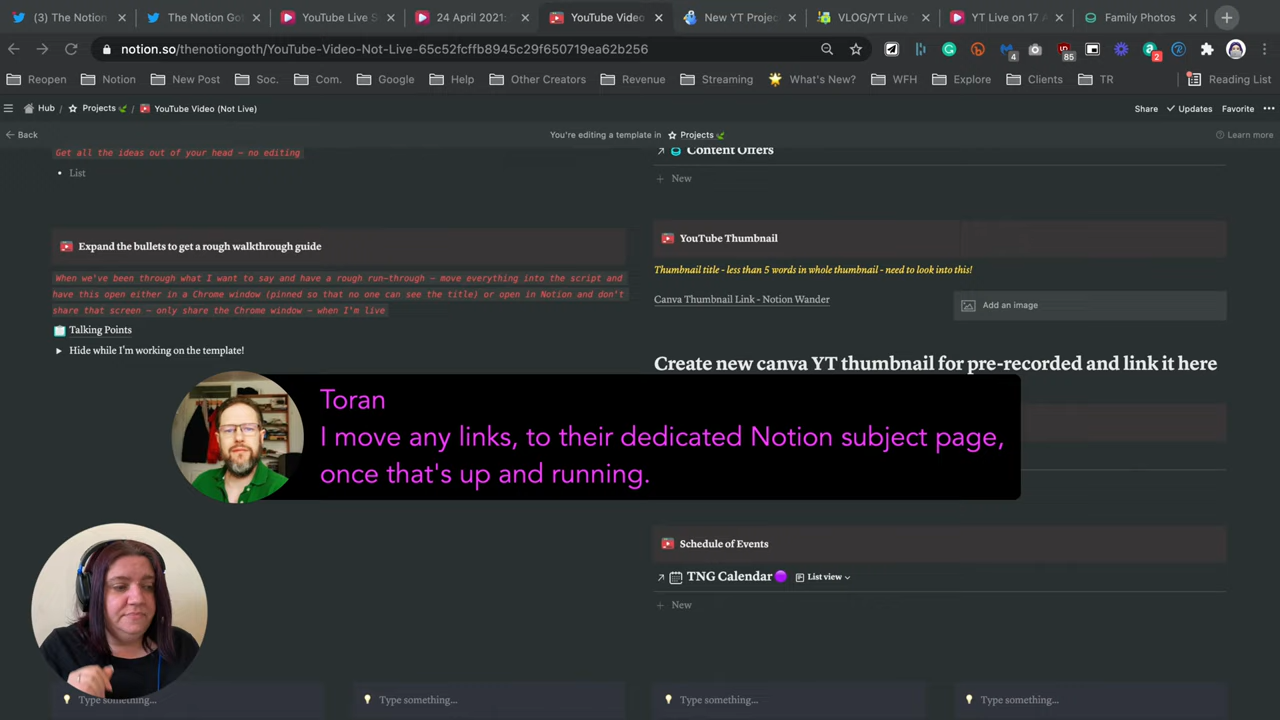 (3) The Notion
The Notion Go
YouTube Live S
24 April 2021:
YouTube Video
New YT Projec
VLOG/YT Live
YT Live on 17 A
Family Photos
notion.so/thenotiongoth/YouTube-Video-Not-Live-65c52fcffb8945c29f650719ea62b256
4
85
2
Reopen
Notion
New Post
Soc.
Com.
Google
Help
Other Creators
Revenue
Streaming
What's New?
WFH
Explore
Clients
TR
Reading List
Hub / Projects / YouTube Video (Not Live)
Share
Updates
Favorite
Back
You're editing a template in Projects
Learn more
Get all the ideas out of your head – no editing
• List
Expand the bullets to get a rough walkthrough guide
When we've been through what I want to say and have a rough run-through – move everything into the script and
have this open either in a Chrome window (pinned so that no one can see the title) or open in Notion and don't
share that screen – only share the Chrome window – when I'm live
Talking Points
Hide while I'm working on the template!
Content Offers
+ New
YouTube Thumbnail
Thumbnail title - less than 5 words in whole thumbnail - need to look into this!
Canva Thumbnail Link - Notion Wander
Add an image
Create new canva YT thumbnail for pre-recorded and link it here
Toran
I move any links, to their dedicated Notion subject page,
once that's up and running.
Schedule of Events
TNG Calendar
List view
+ New
Type something...
Type something...
Type something...
Type something...